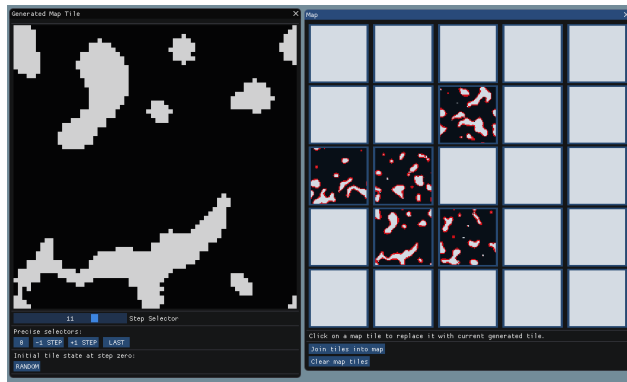 Generated Map Tile
11 Step Selector
Precise selectors:
0 -1 STEP +1 STEP LAST
Initial tile state at step zero:
RANDOM
Map
Click on a map tile to replace it with current generated tile.
Join tiles into map
Clear map tiles